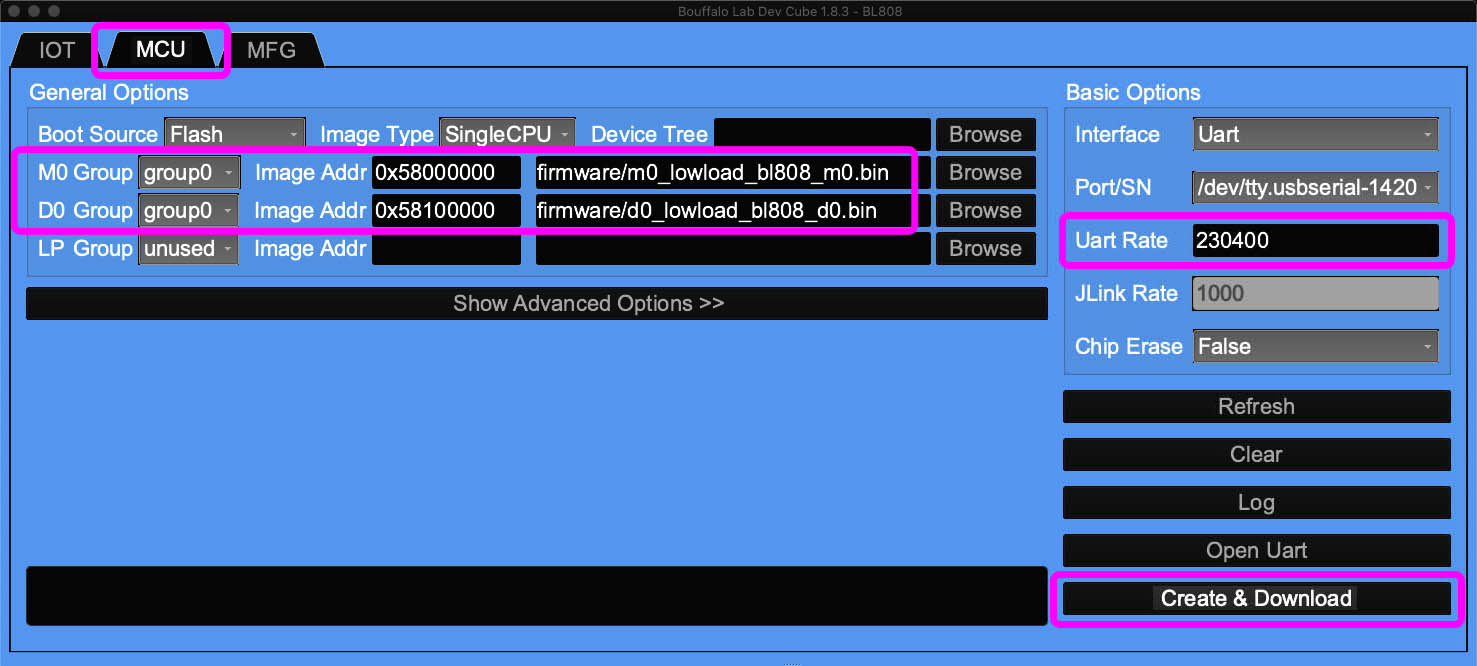 Bouffalo Lab Dev Cube 1.8.3 - BL808
IOT MCU MFG
General Options
Boot Source Flash Image Type SingleCPU Device Tree Browse
M0 Group group0 Image Addr 0x58000000 firmware/m0_lowload_bl808_m0.bin Browse
D0 Group group0 Image Addr 0x58100000 firmware/d0_lowload_bl808_d0.bin Browse
LP Group unused Image Addr Browse
Show Advanced Options >>
Basic Options
Interface Uart
Port/SN /dev/tty.usbserial-1420
Uart Rate 230400
JLink Rate 1000
Chip Erase False
Refresh
Clear
Log
Open Uart
Create & Download